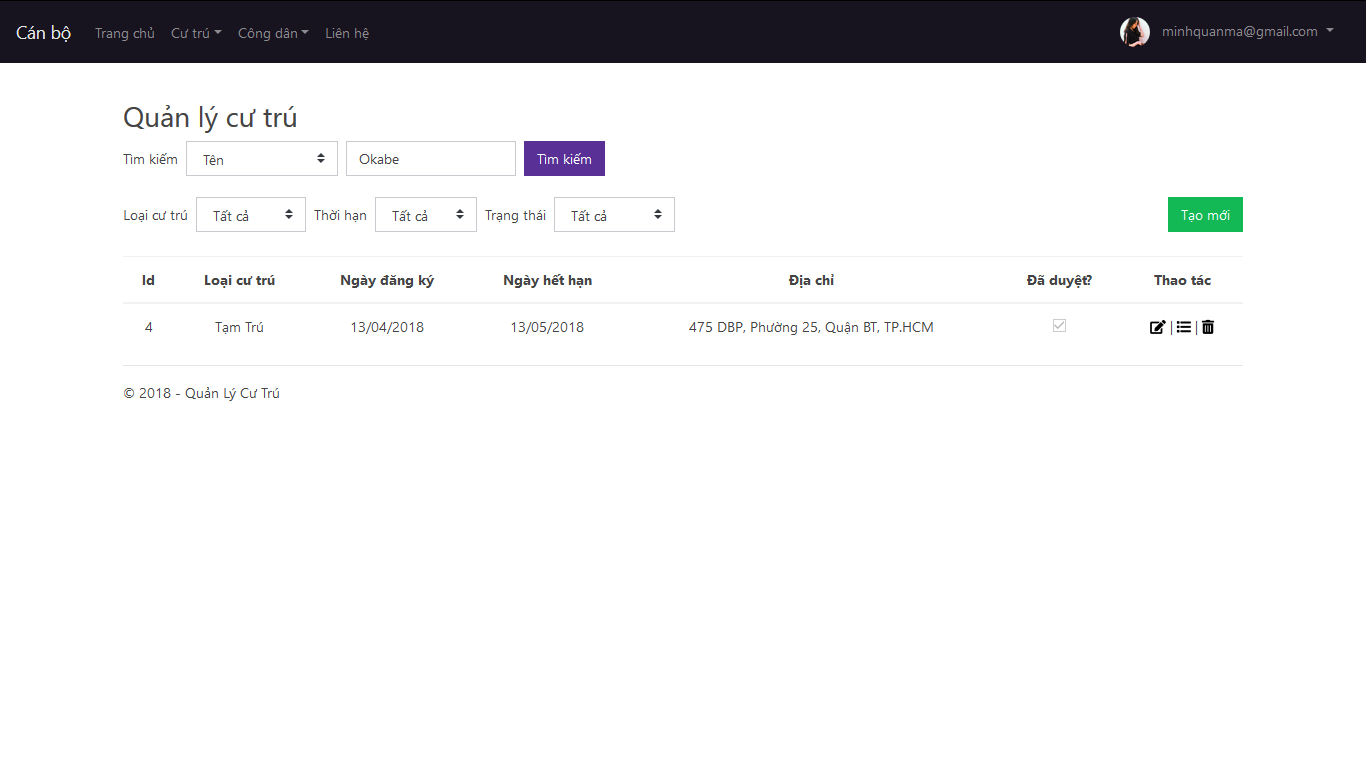 Cán bộ Trang chủ Cư trú Công dân Liên hệ minhquanma@gmail.com
Quản lý cư trú
Tìm kiếm Tên Okabe Tìm kiếm
Loại cư trú Tất cả Thời hạn Tất cả Trạng thái Tất cả Tạo mới
Id Loại cư trú Ngày đăng ký Ngày hết hạn Địa chỉ Đã duyệt? Thao tác
4 Tạm Trú 13/04/2018 13/05/2018 475 DBP, Phường 25, Quận BT, TP.HCM | |
© 2018 - Quản Lý Cư Trú